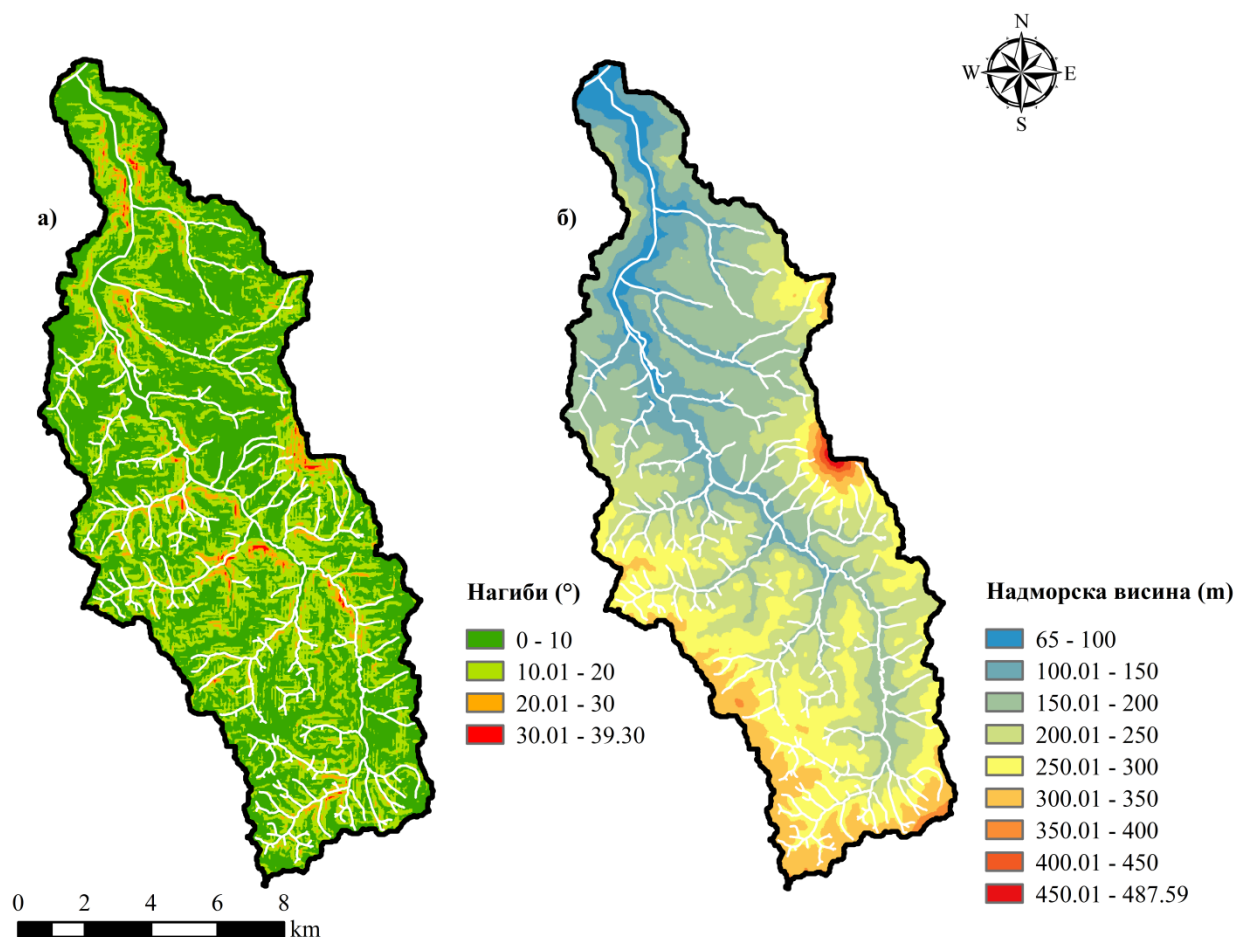 N
W E
S
а)
б)
Нагиби (°)
0 - 10
10.01 - 20
20.01 - 30
30.01 - 39.30
Надморска висина (m)
65 - 100
100.01 - 150
150.01 - 200
200.01 - 250
250.01 - 300
300.01 - 350
350.01 - 400
400.01 - 450
450.01 - 487.59
0 2 4 6 8
km